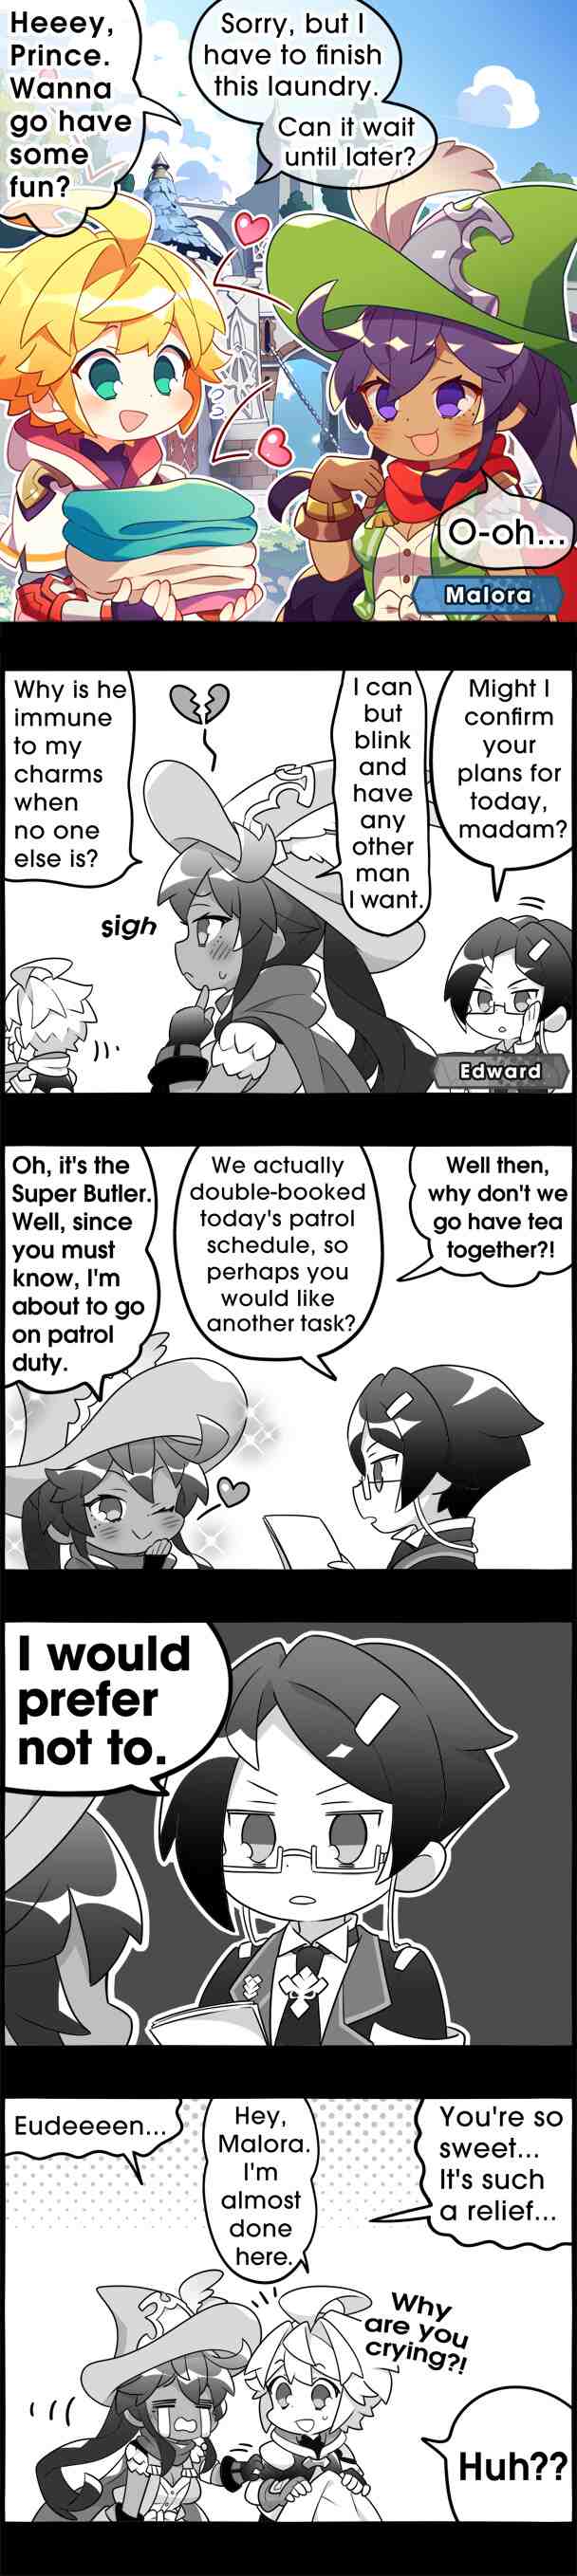 Heeey,
Prince.
Wanna
go have
some
fun?
Sorry, but I
have to finish
this laundry.
Can it wait
until later?
O-oh...
Malora
Why is he
immune
to my
charms
when
no one
else is?
I can
but
blink
and
have
any
other
man
I want.
sigh
Might I
confirm
your
plans for
today,
madam?
Edward
Oh, it's the
Super Butler.
Well, since
you must
know, I'm
about to go
on patrol
duty.
We actually
double-booked
today's patrol
schedule, so
perhaps you
would like
another task?
Well then,
why don't we
go have tea
together?!
I would
prefer
not to.
Eudeeeen...
Hey,
Malora.
I'm
almost
done
here.
You're so
sweet...
It's such
a relief...
Why
are you
crying?!
Huh??